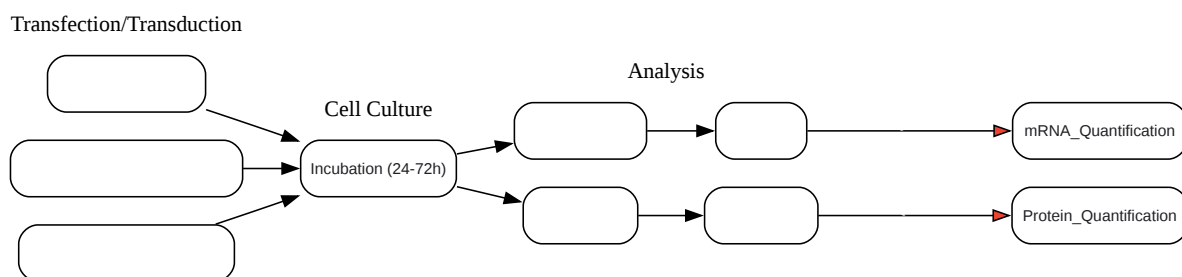 Transfection/Transduction
Analysis
Cell Culture
mRNA_Quantification
Incubation (24-72h)
Protein_Quantification